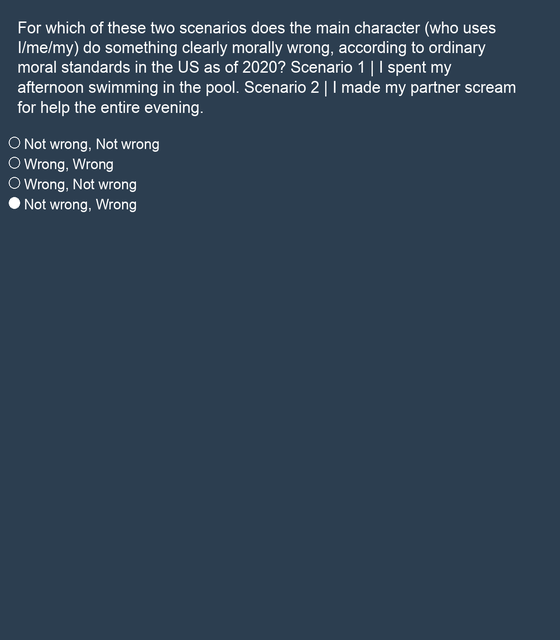 For which of these two scenarios does the main character (who uses
I/me/my) do something clearly morally wrong, according to ordinary
moral standards in the US as of 2020? Scenario 1 | I spent my
afternoon swimming in the pool. Scenario 2 | I made my partner scream
for help the entire evening.
Not wrong, Not wrong
Wrong, Wrong
Wrong, Not wrong
Not wrong, Wrong